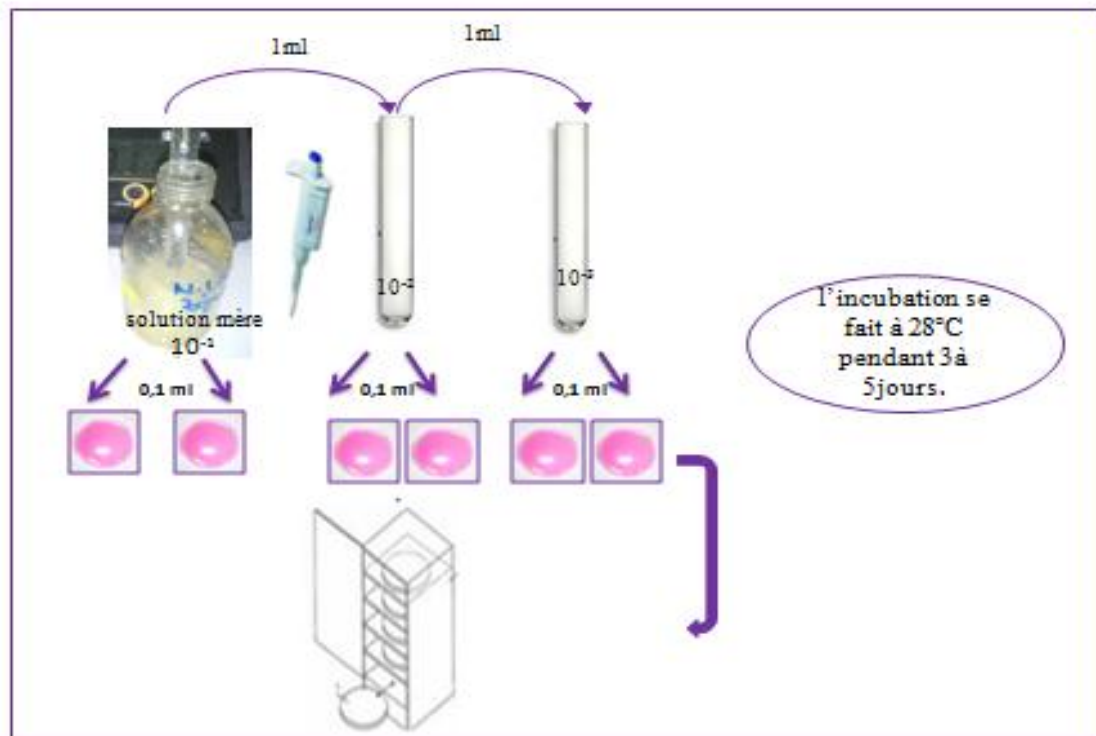 1ml
1ml
solution mère
10⁻¹
10⁻²
10⁻³
0,1 ml
0,1 ml
0,1 ml
l'incubation se
fait à 28°C
pendant 3à
5jours.